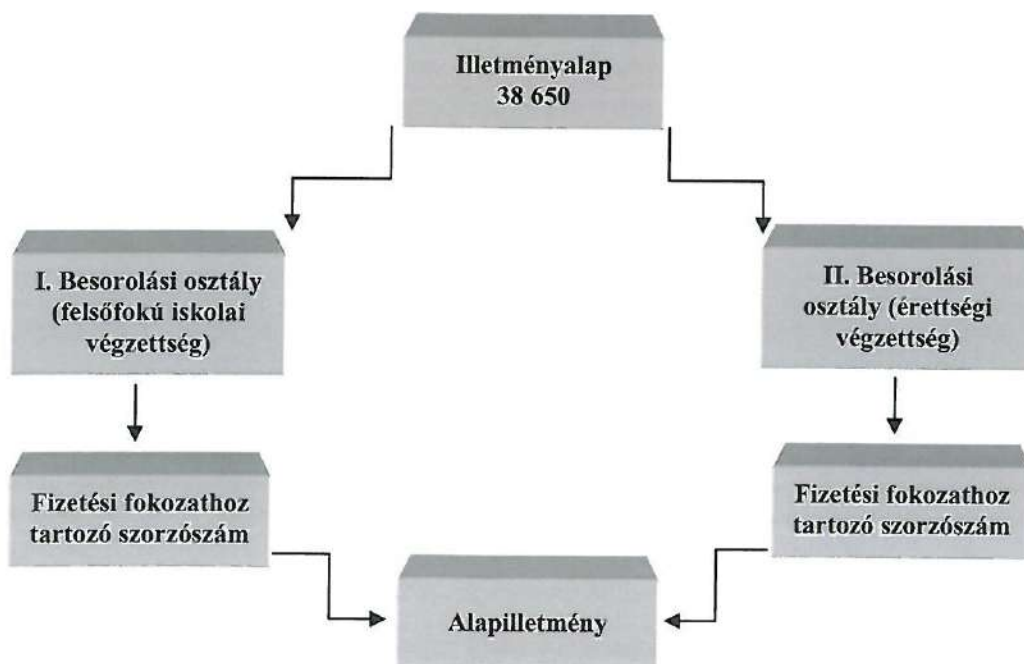 Illetményalap
38 650
I. Besorolási osztály
(felsőfokú iskolai
végzettség)
II. Besorolási
osztály (érettségi
végzettség)
Fizetési fokozathoz
tartozó szorzószám
Fizetési fokozathoz
tartozó szorzószám
Alapilletmény